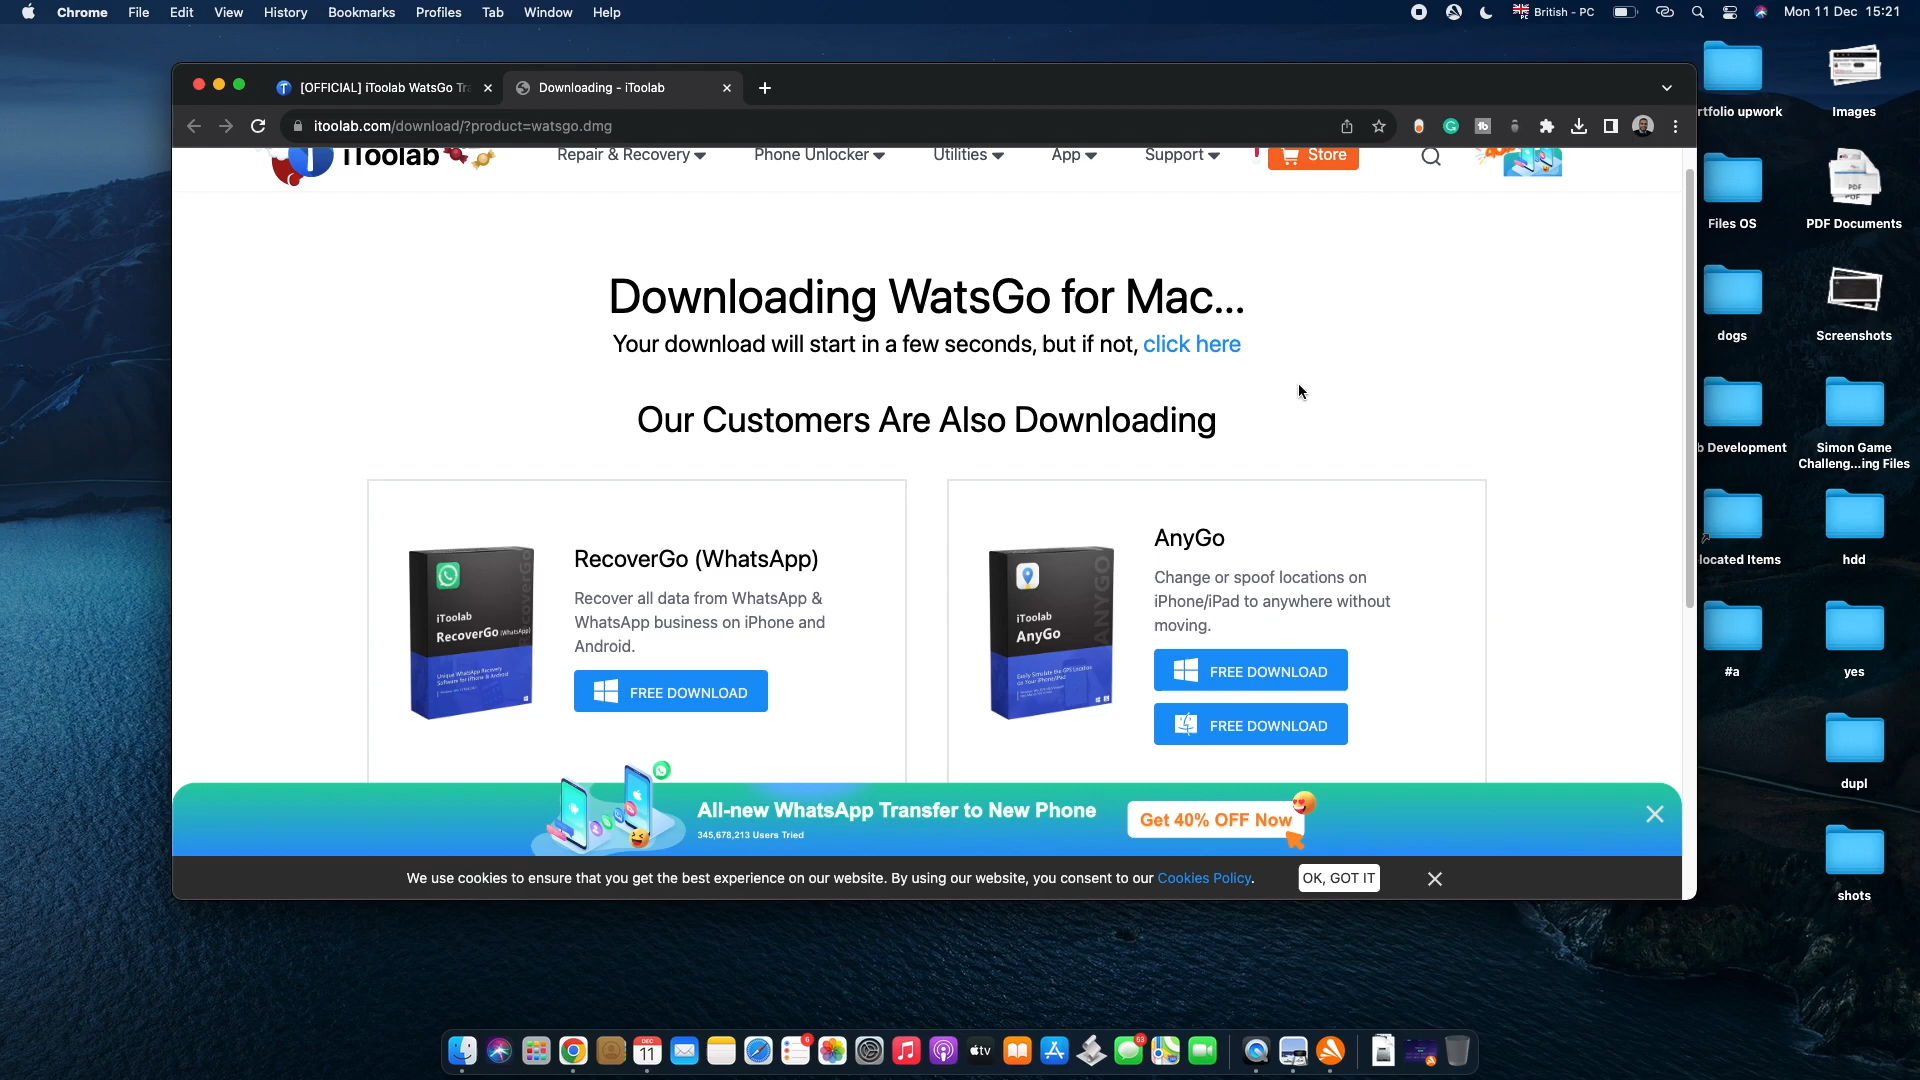 Chrome File Edit View History Bookmarks Profiles Tab Window Help
British - PC Mon 11 Dec 15:21
[OFFICIAL] iToolab WatsGo Tra
Downloading - iToolab
itoolab.com/download/?product=watsgo.dmg
iToolab
Repair & Recovery
Phone Unlocker
Utilities
App
Support
Store
Downloading WatsGo for Mac...
Your download will start in a few seconds, but if not, click here
Our Customers Are Also Downloading
iToolab
RecoverGo (WhatsApp)
RecoverGo (WhatsApp)
Recover all data from WhatsApp &
WhatsApp business on iPhone and
Android.
FREE DOWNLOAD
iToolab
AnyGo
ANYGO
AnyGo
Change or spoof locations on
iPhone/iPad to anywhere without
moving.
FREE DOWNLOAD
FREE DOWNLOAD
All-new WhatsApp Transfer to New Phone
345,678,213 Users Tried
Get 40% OFF Now
We use cookies to ensure that you get the best experience on our website. By using our website, you consent to our Cookies Policy.
OK, GOT IT
rtfolio upwork
Images
Files OS
PDF
PDF Documents
dogs
Screenshots
b Development
Simon Game
Challeng...ing Files
located Items
hdd
#a
yes
dupl
shots
DEC
11
6
tv
63